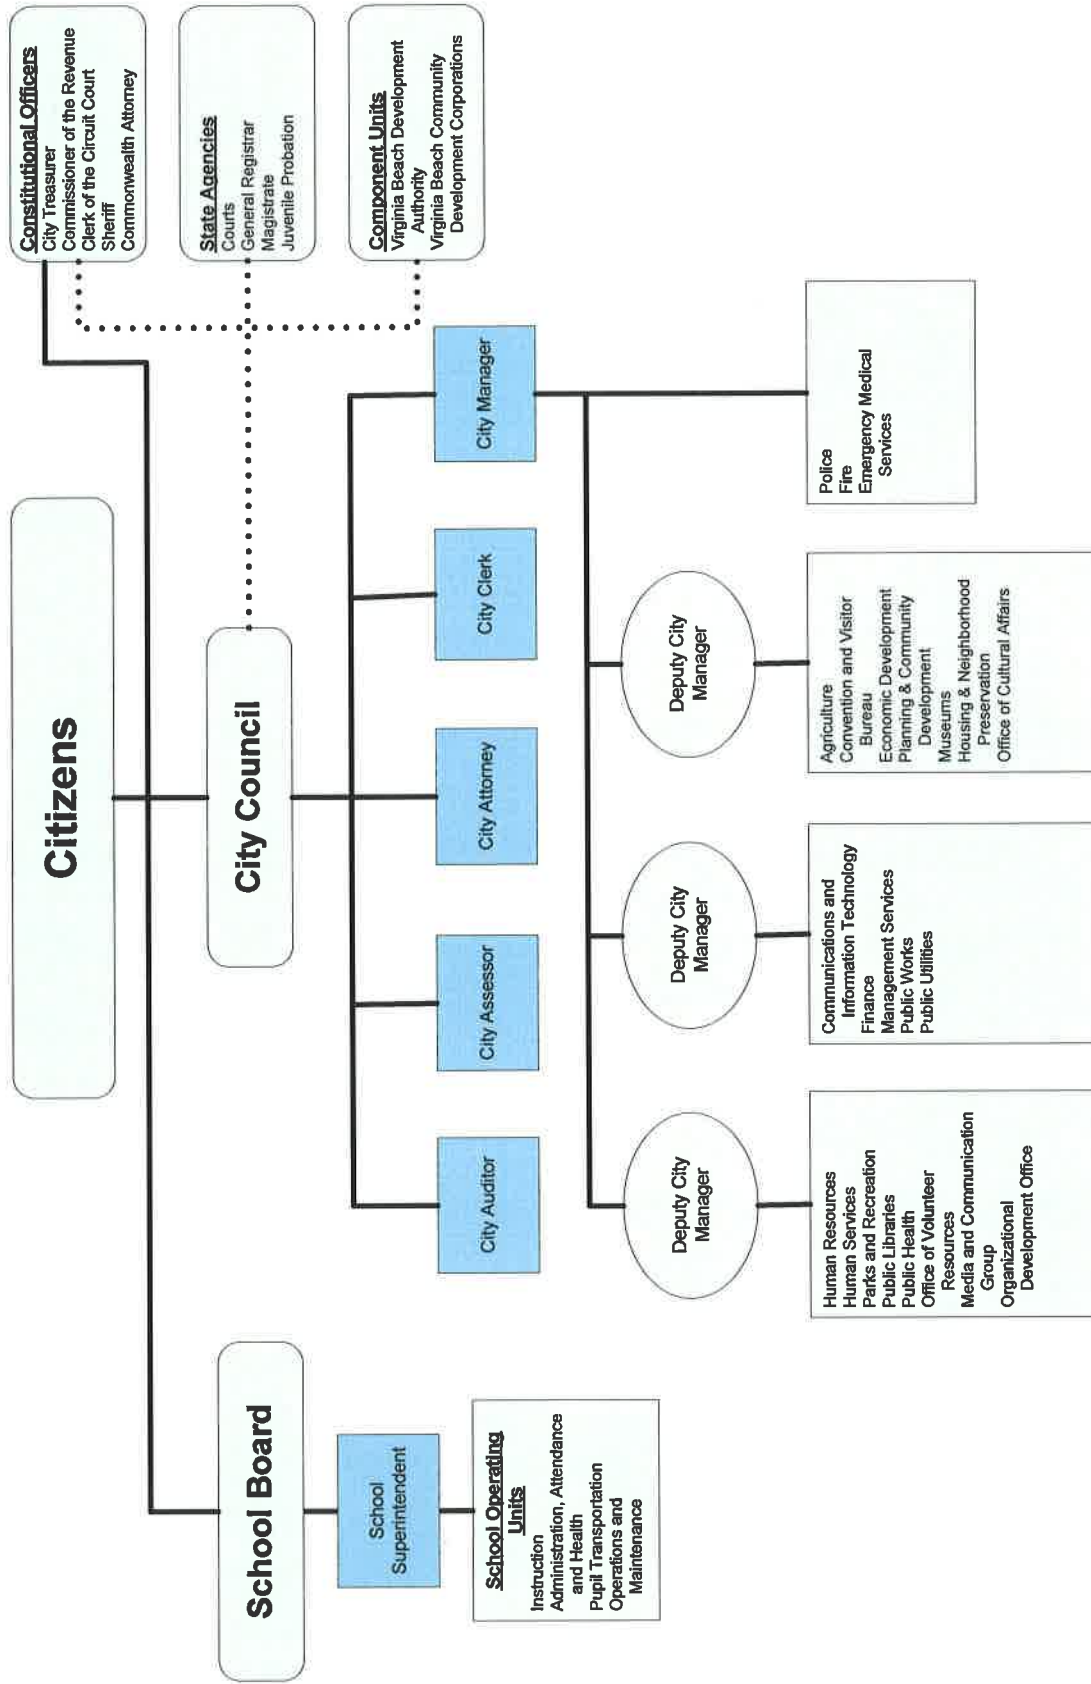 Citizens
Constitutional Officers
City Treasurer
Commissioner of the Revenue
Clerk of the Circuit Court
Sheriff
Commonwealth Attorney
State Agencies
Courts
General Registrar
Magistrate
Juvenile Probation
Component Units
Virginia Beach Development
Authority
Virginia Beach Community
Development Corporations
School Board
City Council
School
Superintendent
School Operating
Units
Instruction
Administration, Attendance
and Health
Pupil Transportation
Operations and
Maintenance
City Auditor
City Assessor
City Attorney
City Clerk
City Manager
Deputy City
Manager
Deputy City
Manager
Deputy City
Manager
Human Resources
Human Services
Parks and Recreation
Public Libraries
Public Health
Office of Volunteer
Resources
Media and Communication
Group
Organizational
Development Office
Communications and
Information Technology
Finance
Management Services
Public Works
Public Utilities
Agriculture
Convention and Visitor
Bureau
Economic Development
Planning & Community
Development
Museums
Housing & Neighborhood
Preservation
Office of Cultural Affairs
Police
Fire
Emergency Medical
Services